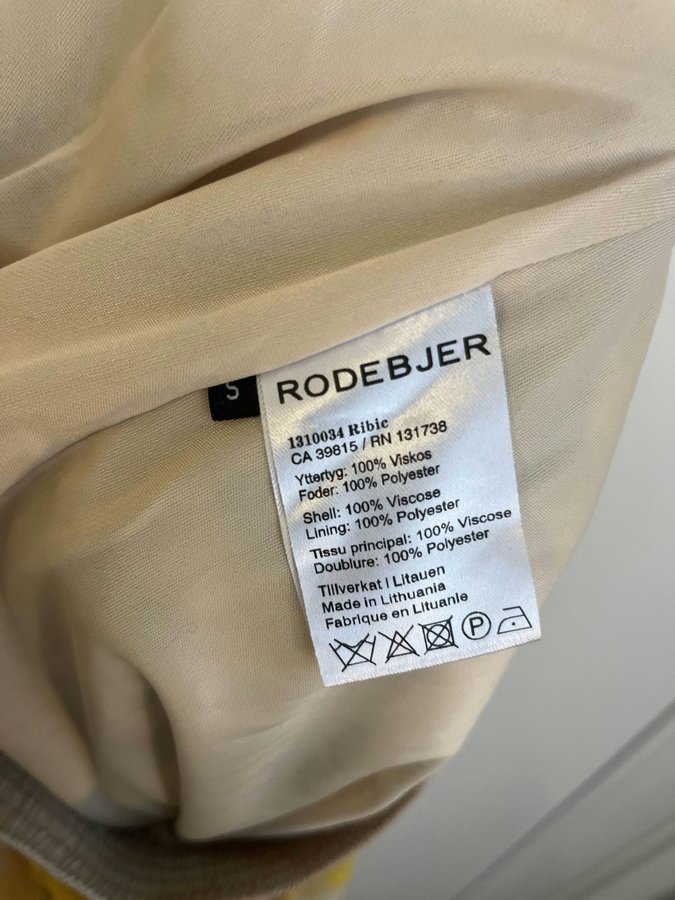 S
RODEBJER
1310034 Ribic
CA 39815 / RN 131738
Yttertyg: 100% Viskos
Foder: 100% Polyester
Shell: 100% Viscose
Lining: 100% Polyester
Tissu principal: 100% Viscose
Doublure: 100% Polyester
Tillverkat i Litauen
Made in Lithuania
Fabrique en Lituanie
P